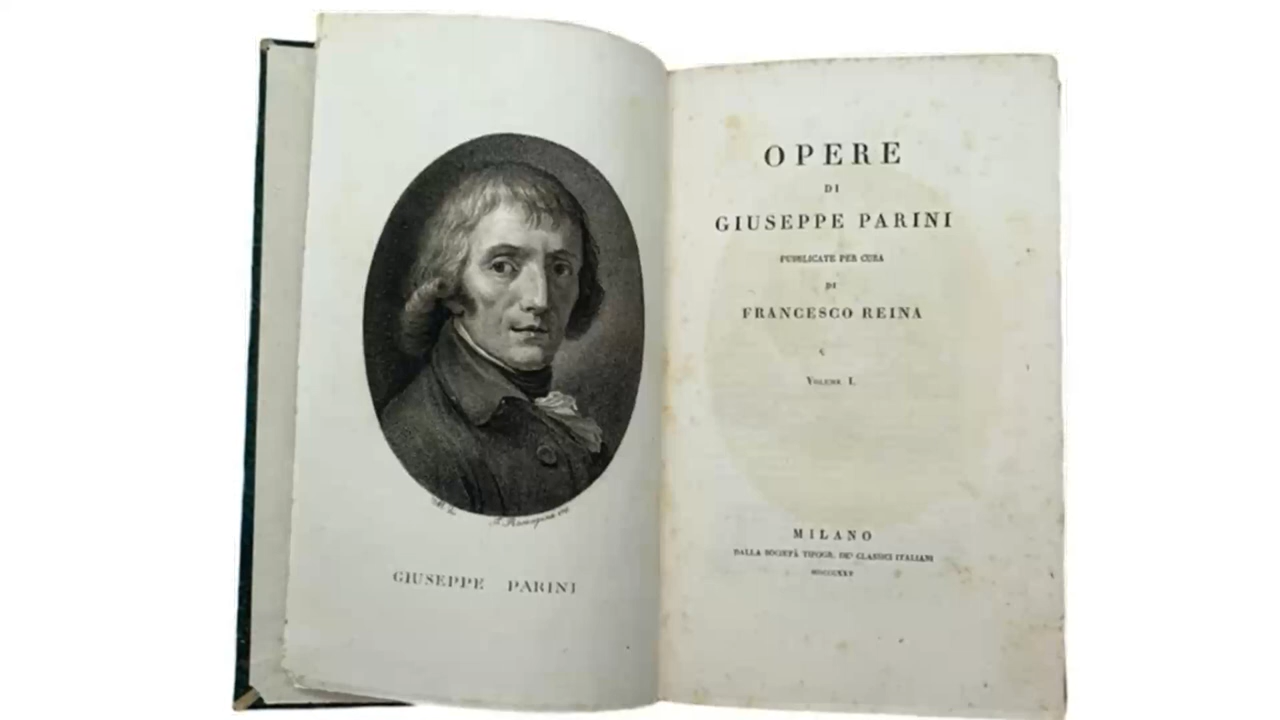 GIUSEPPE PARINI
OPERE
DI
GIUSEPPE PARINI
PUBBLICATE PER CURA
DI
FRANCESCO REINA
VOLUME I.
MILANO
DALLA SOCIETÀ TIPOGR. DE' CLASSICI ITALIANI
MDCCCXXV